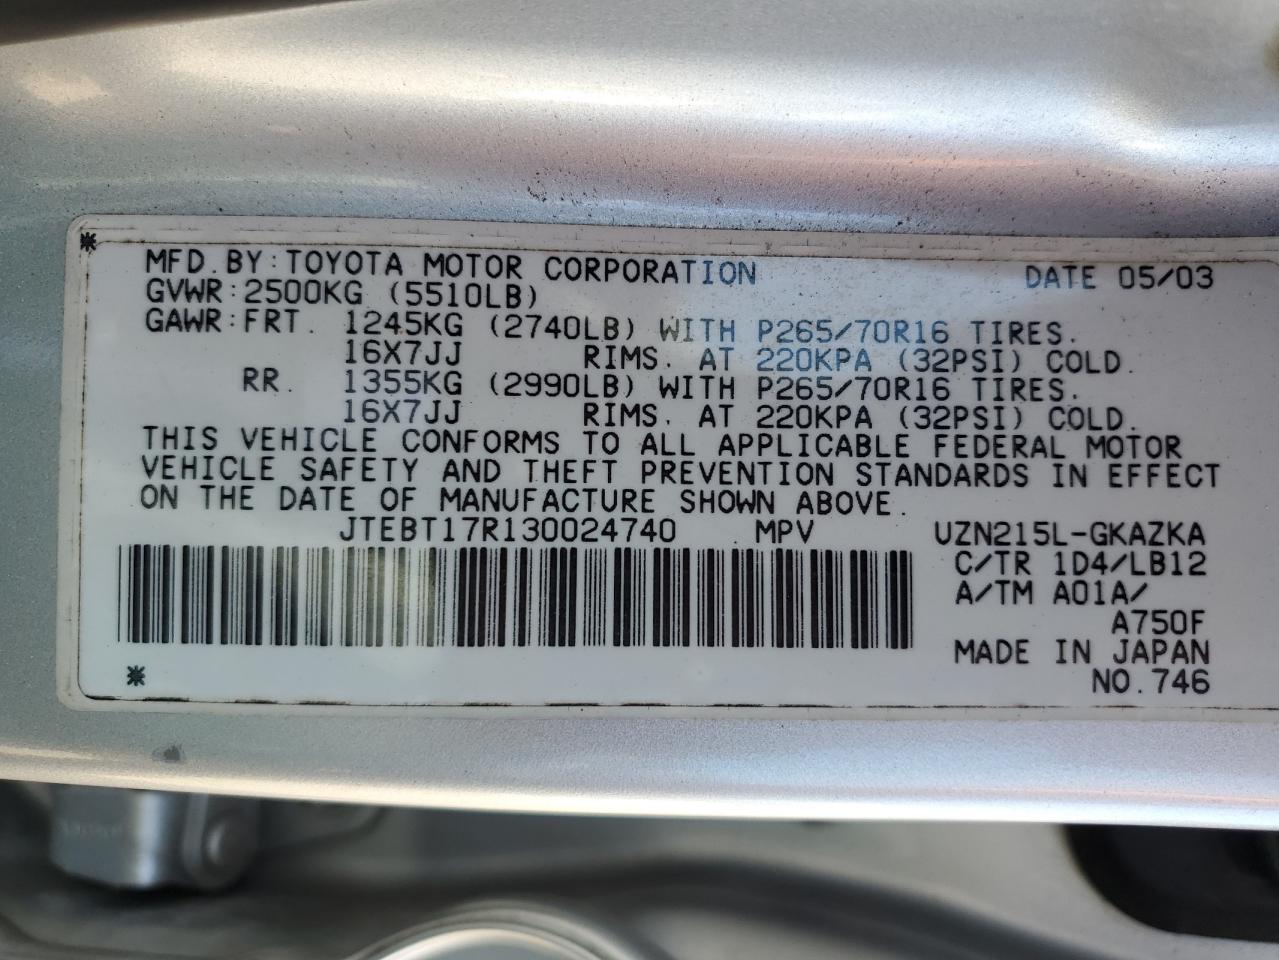 MFD.BY:TOYOTA MOTOR CORPORATION DATE 05/03
GVWR:2500KG (5510LB)
GAWR:FRT. 1245KG (2740LB) WITH P265/70R16 TIRES.
16X7JJ RIMS. AT 220KPA (32PSI) COLD.
RR. 1355KG (2990LB) WITH P265/70R16 TIRES.
16X7JJ RIMS. AT 220KPA (32PSI) COLD.
THIS VEHICLE CONFORMS TO ALL APPLICABLE FEDERAL MOTOR
VEHICLE SAFETY AND THEFT PREVENTION STANDARDS IN EFFECT
ON THE DATE OF MANUFACTURE SHOWN ABOVE.
JTEBT17R130024740 MPV UZN215L-GKAZKA
C/TR 1D4/LB12
A/TM A01A/
A750F
MADE IN JAPAN
NO.746